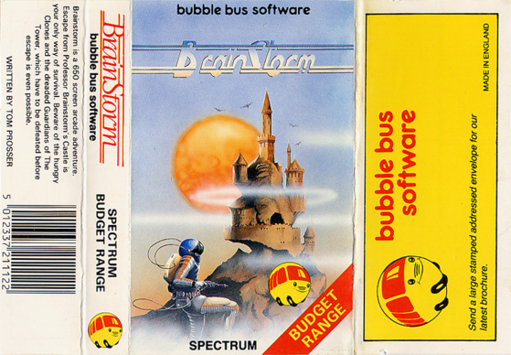 Brainstorm is a 650 screen arcade adventure.
Escape from Professor Brainstorm's Castle is
your only way of survival. Beware of the hungry
Clones and the dreaded Guardians of The
Tower, which have to be defeated before
escape is even possible.
WRITTEN BY TOM PROSSER
5 012337 211122
BrainStorm
bubble bus software
SPECTRUM
BUDGET RANGE
bubble bus software
BrainStorm
SPECTRUM
BUDGET
RANGE
bubble bus
software
Send a large stamped addressed envelope for our
latest brochure.
MADE IN ENGLAND